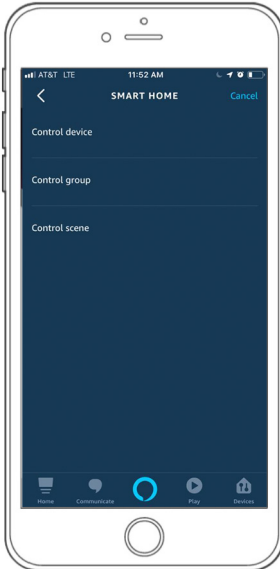 AT&T LTE 11:52 AM
SMART HOME Cancel
Control device
Control group
Control scene
Home Communicate Play Devices